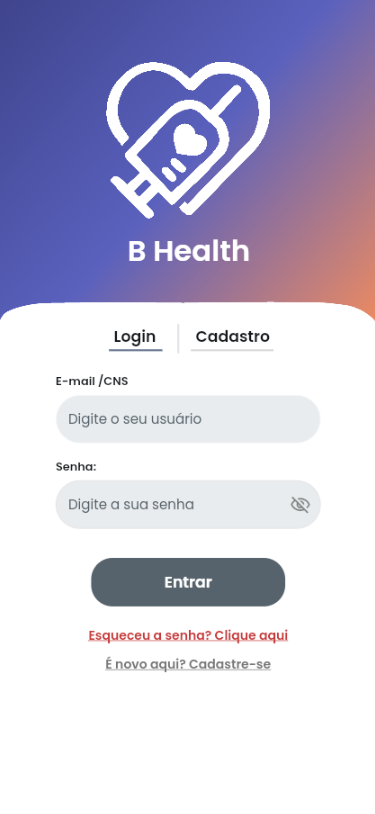 B Health
Login
Cadastro
E-mail /CNS
Digite o seu usuário
Senha:
Digite a sua senha
Entrar
Esqueceu a senha? Clique aqui
É novo aqui? Cadastre-se